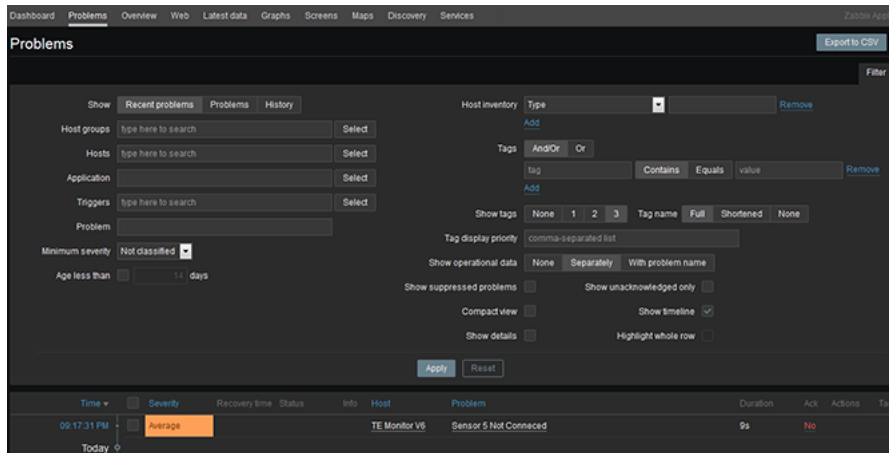 Dashboard Problems Overview Web Latest data Graphs Screens Maps Discovery Services Zabbix App
Problems Export to CSV
Filter
Show Recent problems Problems History
Host groups type here to search Select
Hosts type here to search Select
Application Select
Triggers type here to search Select
Problem
Minimum severity Not classified
Age less than 14 days
Host inventory Type Remove
Add
Tags And/Or Or
tag Contains Equals value Remove
Add
Show tags None 1 2 3 Tag name Full Shortened None
Tag display priority comma-separated list
Show operational data None Separately With problem name
Show suppressed problems Show unacknowledged only
Compact view Show timeline
Show details Highlight whole row
Apply Reset
Time Severity Recovery time Status Info Host Problem Duration Ack Actions Ta
09:17:31 PM Average TE Monitor V6 Sensor 5 Not Conneced 9s No
Today